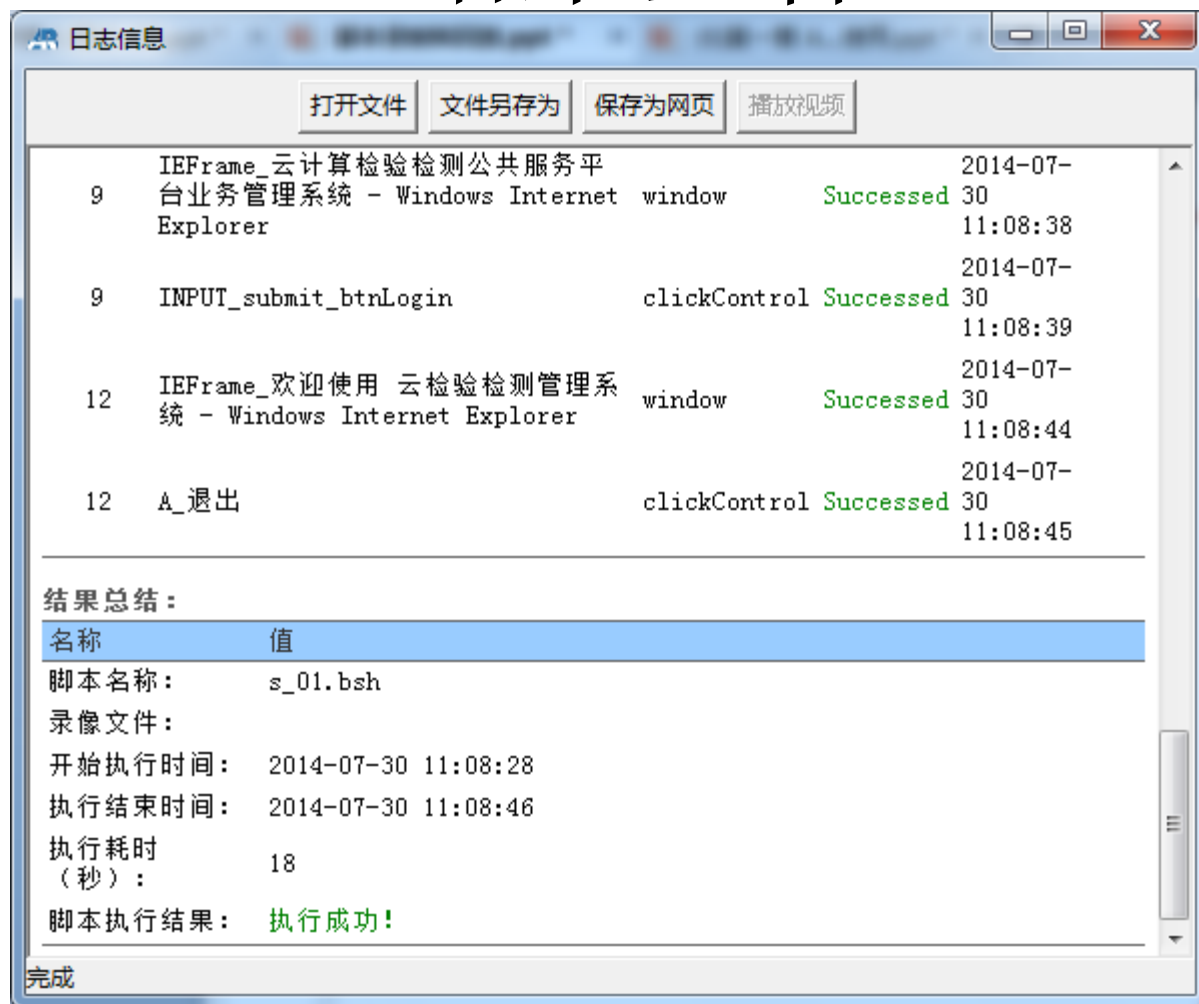 日志信息
打开文件 文件另存为 保存为网页 播放视频
IEFrame_云计算检验检测公共服务平 2014-07-
9 台业务管理系统 - Windows Internet window Successed 30
Explorer 11:08:38
2014-07-
9 INPUT_submit_btnLogin clickControl Successed 30
11:08:39
2014-07-
12 IEFrame_欢迎使用 云检验检测管理系 window Successed 30
统 - Windows Internet Explorer
11:08:44
2014-07-
12 A_退出 clickControl Successed 30
11:08:45
结果总结：
名称 值
脚本名称： s_01.bsh
录像文件：
开始执行时间： 2014-07-30 11:08:28
执行结束时间： 2014-07-30 11:08:46
执行耗时
（秒）： 18
脚本执行结果： 执行成功!
完成